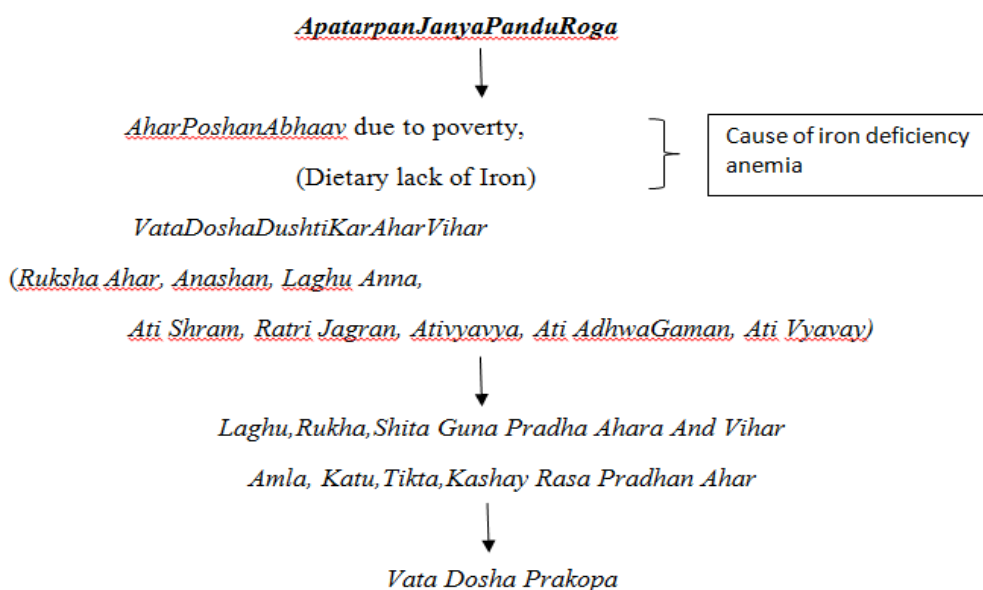 ApatarpanJanyaPanduRoga
AharPoshanAbhaav due to poverty,
(Dietary lack of Iron)
Cause of iron deficiency
anemia
VataDoshaDushtiKarAharVihar
(Ruksha Ahar, Anashan, Laghu Anna,
Ati Shram, Ratri Jagran, Ativyavya, Ati AdhwaGaman, Ati Vyavay)
Laghu,Rukha,Shita Guna Pradha Ahara And Vihar
Amla, Katu,Tikta,Kashay Rasa Pradhan Ahar
Vata Dosha Prakopa